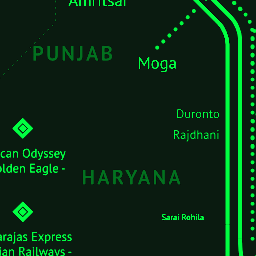 Amritsar
PUNJAB
Moga
Duronto
Rajdhani
can Odyssey
olden Eagle -
HARYANA
Sarai Rohila
arajas Express
ian Railways -